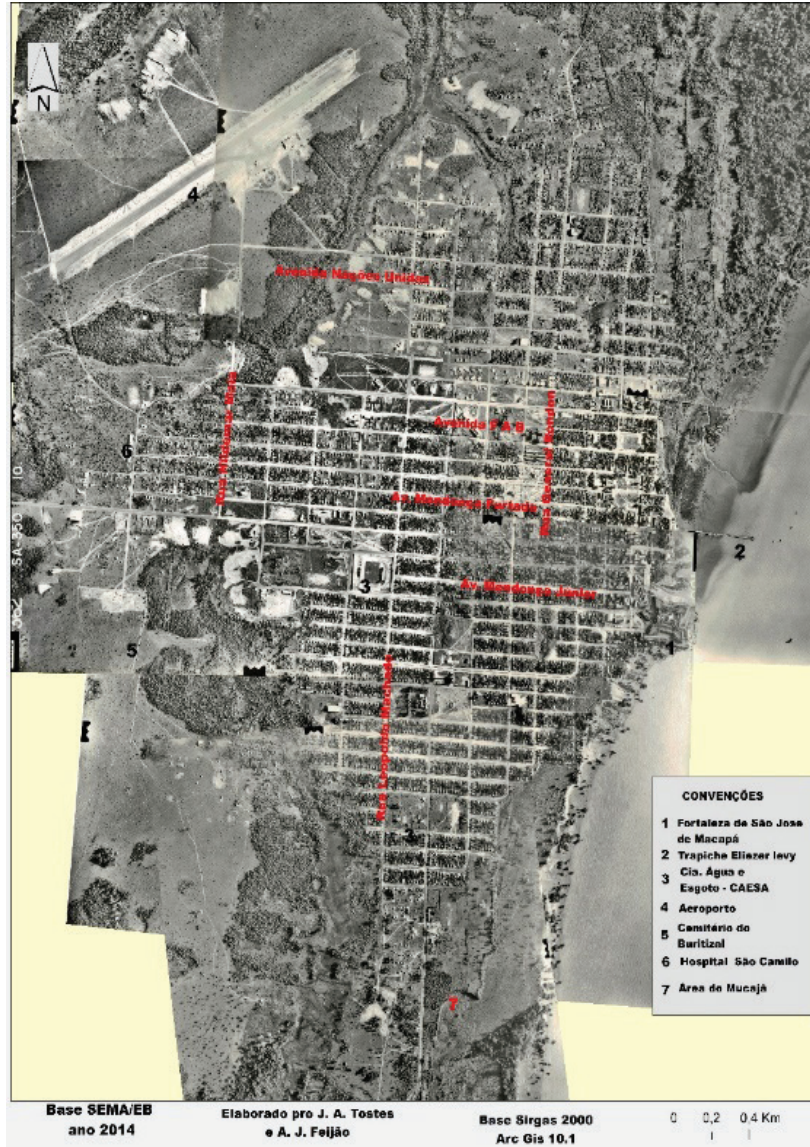 N
4
Avenida Nações Unidas
Avenida F A B
Rua General Rondon
6
Av. Mendonça Furtado
2
3
Av. Mendonça Junior
1
5
Rua Leopoldo Machado
3
7
CONVENÇÕES
1 Fortaleza de São Jose
de Macapá
2 Trapiche Eliezer levy
3 Cia. Água e
Esgoto - CAESA
4 Aeroporto
5 Cemitério do
Buritizal
6 Hospital São Camilo
7 Área do Mucajá
Base SEMA/EB
ano 2014
Elaborado pro J. A. Tostes
e A. J. Feijão
Base Sirgas 2000
Arc Gis 10.1
0 0,2 0,4 Km